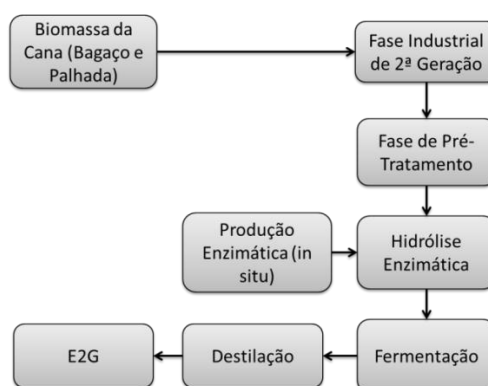 Biomassa da
Cana (Bagaço e
Palhada)
Fase Industrial
de 2ª Geração
Fase de Pré-
Tratamento
Produção
Enzimática (in
situ)
Hidrólise
Enzimática
E2G
Destilação
Fermentação